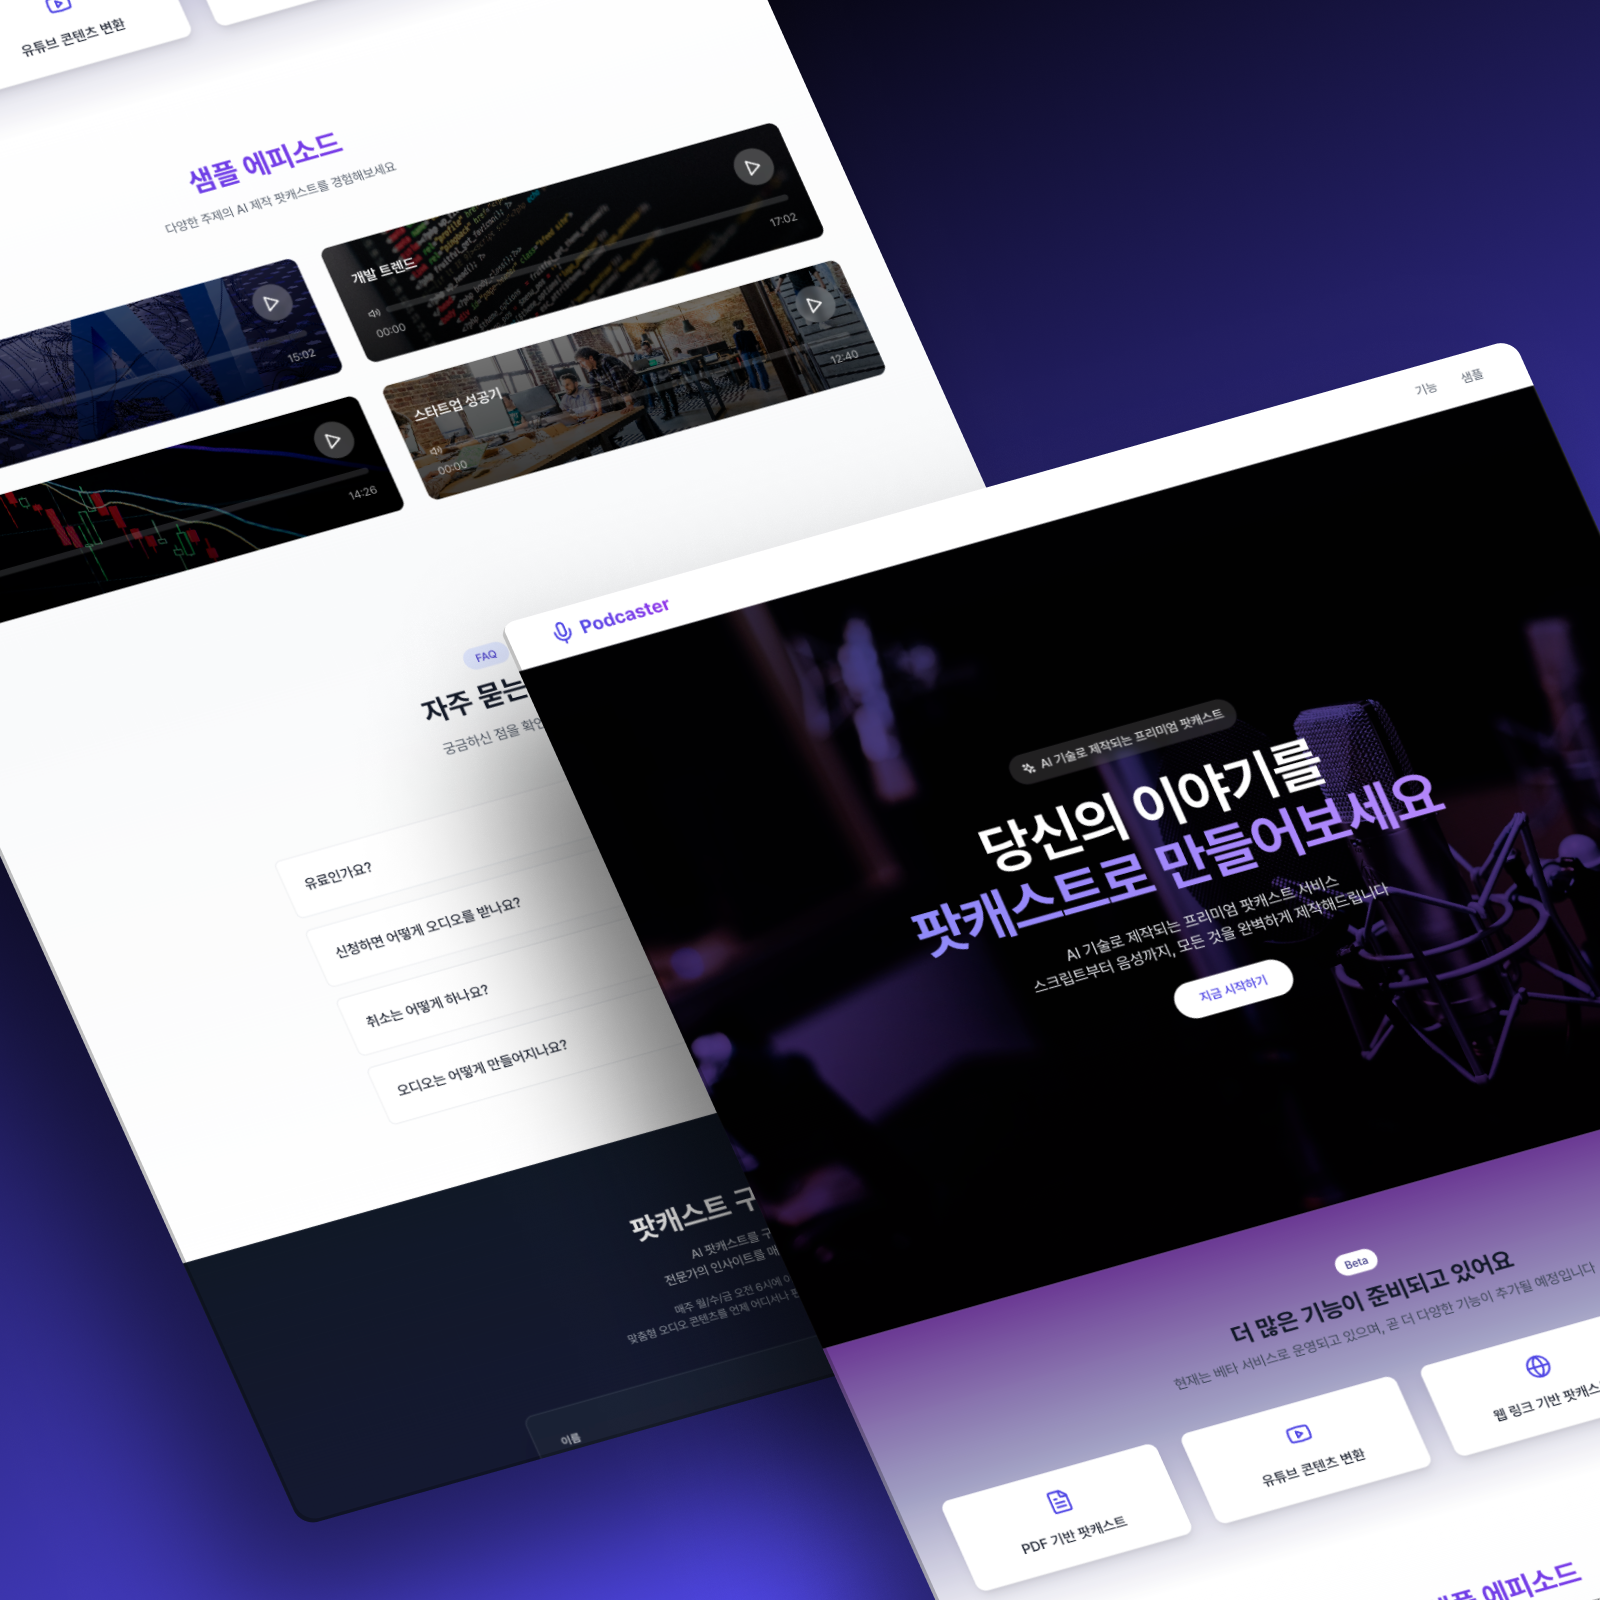 유튜브 콘텐츠 변환
샘플 에피소드
다양한 주제의 AI 제작 팟캐스트를 경험해보세요
15:02
개발 트렌드
00:00
17:02
14:26
스타트업 성공기
00:00
12:40
FAQ
자주 묻는
궁금하신 점을
유료인가요?
신청하면 어떻게 오디오를 받나요?
취소는 어떻게 하나요?
오디오는 어떻게 만들어지나요?
팟캐스트
AI 팟캐스트를
전문가의 인사이트를
매주 월/수/금 오전 6시에
맞춤형 오디오 콘텐츠를 언제 어디서나
이름
Podcaster
기능
샘플
AI 기술로 제작되는 프리미엄 팟캐스트
당신의 이야기를
팟캐스트로 만들어보세요
AI 기술로 제작되는 프리미엄 팟캐스트 서비스
스크립트부터 음성까지, 모든 것을 완벽하게 제작해드립니다
지금 시작하기
Beta
더 많은 기능이 준비되고 있어요
현재는 베타 서비스로 운영되고 있으며, 곧 더 다양한 기능이 추가될 예정입니다
PDF 기반 팟캐스트
유튜브 콘텐츠 변환
웹 링크 기반
샘플 에피소드